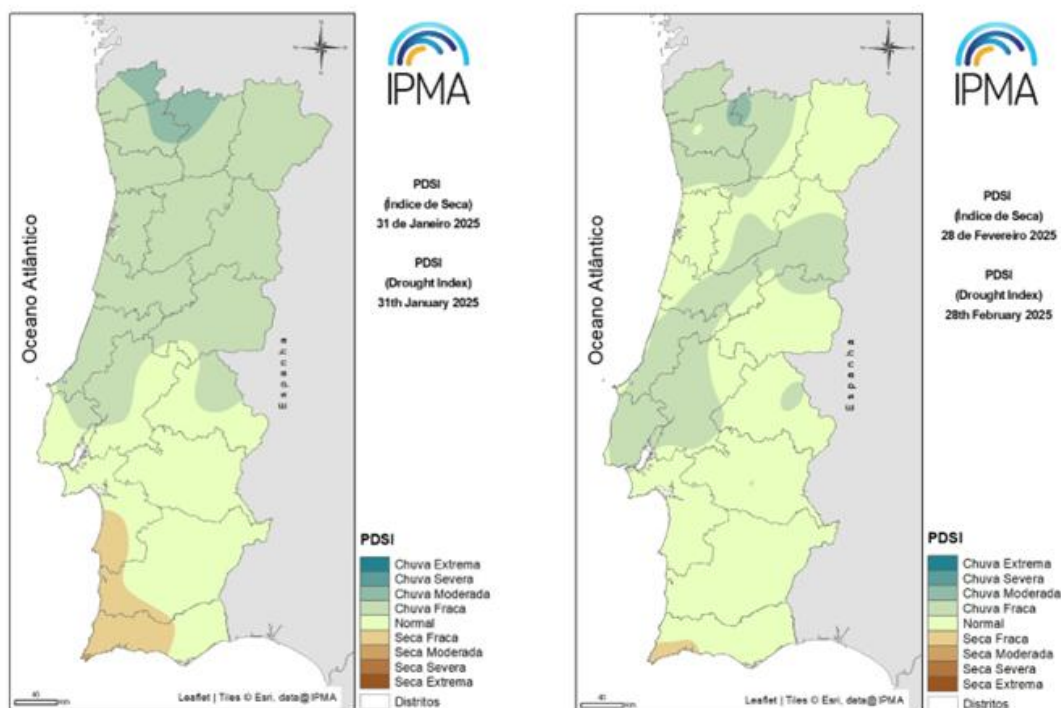 IPMA
PDSI
(Índice de Seca)
31 de Janeiro 2025
PDSI
(Drought Index)
31th January 2025
Oceano Atlântico
Espanha
PDSI
Chuva Extrema
Chuva Severa
Chuva Moderada
Chuva Fraca
Normal
Seca Fraca
Seca Moderada
Seca Severa
Seca Extrema
Distritos
40
km
Leaflet | Tiles © Esri, data@IPMA
IPMA
PDSI
(Índice de Seca)
28 de Fevereiro 2025
PDSI
(Drought Index)
28th February 2025
Oceano Atlântico
Espanha
PDSI
Chuva Extrema
Chuva Severa
Chuva Moderada
Chuva Fraca
Normal
Seca Fraca
Seca Moderada
Seca Severa
Seca Extrema
Distritos
40
km
Leaflet | Tiles © Esri, data@IPMA